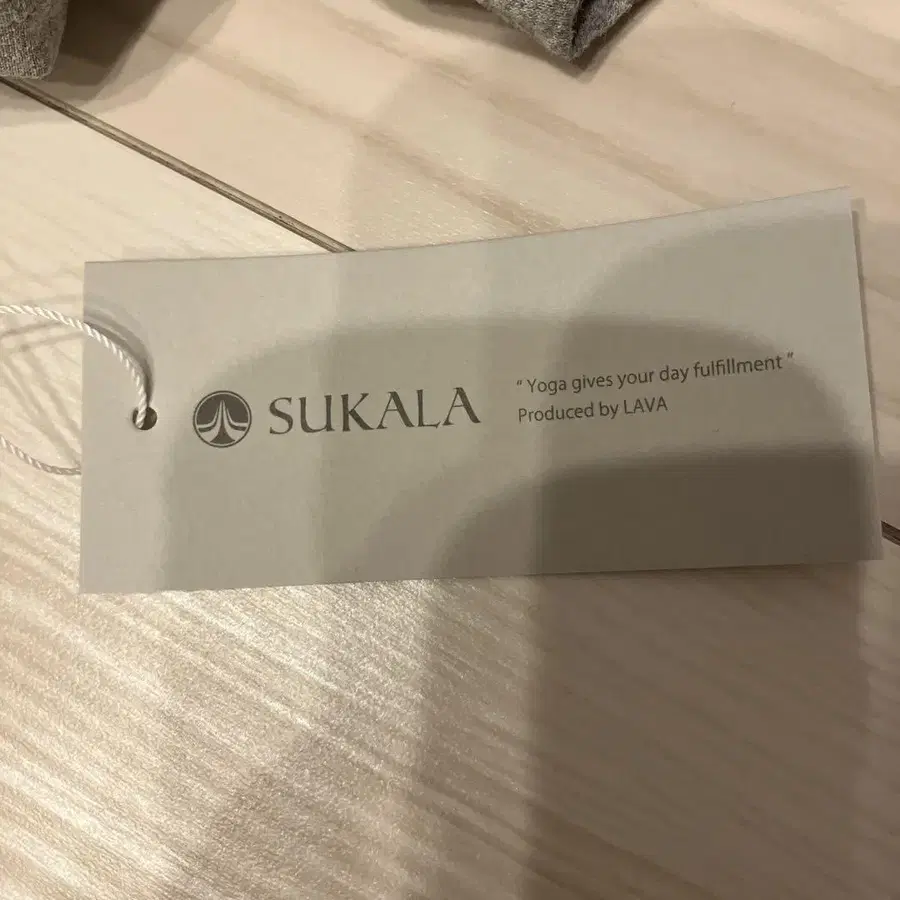 SUKALA
" Yoga gives your day fulfillment "
Produced by LAVA